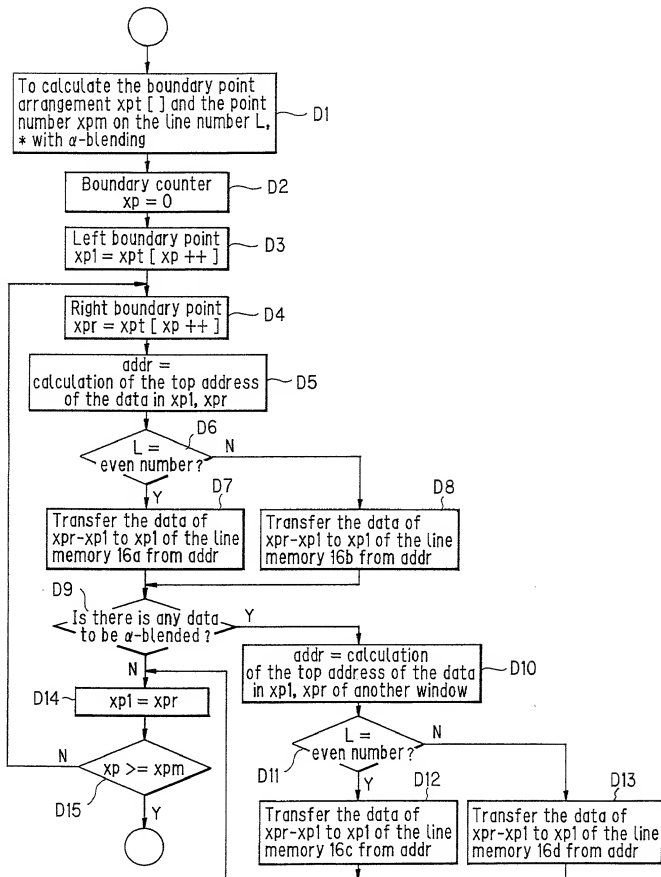 To calculate the boundary point
arrangement xpt [ ] and the point
number xpm on the line number L,
* with α-blending
D1
Boundary counter
xp = 0
D2
Left boundary point
xp1 = xpt [ xp ++ ]
D3
Right boundary point
xpr = xpt [ xp ++ ]
D4
addr =
calculation of the top address
of the data in xp1, xpr
D5
D6
L =
even number?
N
Y
D7
Transfer the data of
xpr-xp1 to xp1 of the line
memory 16a from addr
D8
Transfer the data of
xpr-xp1 to xp1 of the line
memory 16b from addr
D9
Is there is any data
to be α-blended ?
Y
N
addr = calculation
of the top address of the data
in xp1, xpr of another window
D10
D14
xp1 = xpr
L =
even number?
N
D11
Y
N
xp >= xpm
D15
Y
D12
Transfer the data of
xpr-xp1 to xp1 of the line
memory 16c from addr
D13
Transfer the data of
xpr-xp1 to xp1 of the line
memory 16d from addr